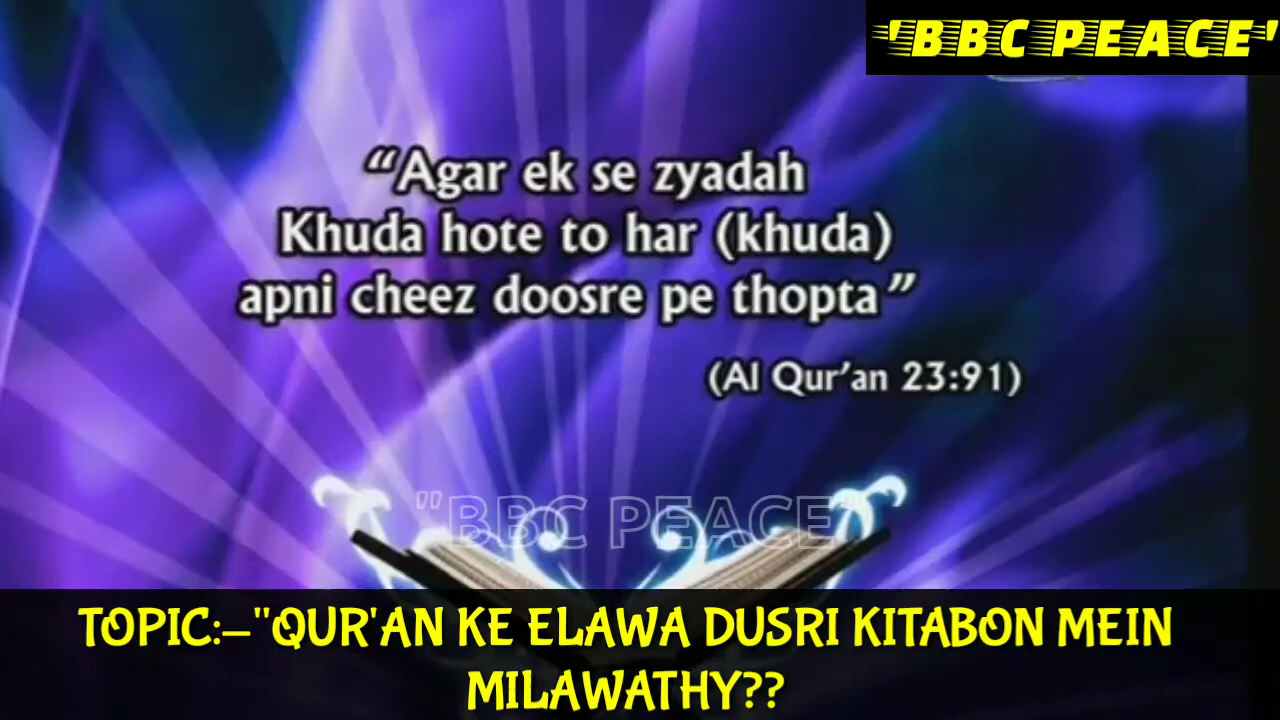 'BBC PEACE'
“Agar ek se zyadah
Khuda hote to har (khuda)
apni cheez doosre pe thopta”
(Al Qur’an 23:91)
"BBC PEACE"
TOPIC:–"QUR'AN KE ELAWA DUSRI KITABON MEIN
MILAWATHY??